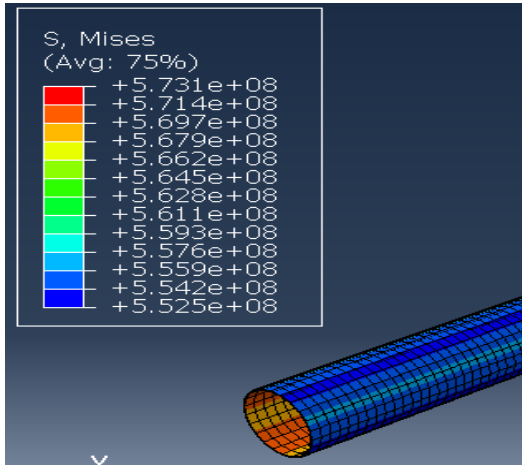 S, Mises
(Avg: 75%)
+5.731e+08
+5.714e+08
+5.697e+08
+5.679e+08
+5.662e+08
+5.645e+08
+5.628e+08
+5.611e+08
+5.593e+08
+5.576e+08
+5.559e+08
+5.542e+08
+5.525e+08
Y